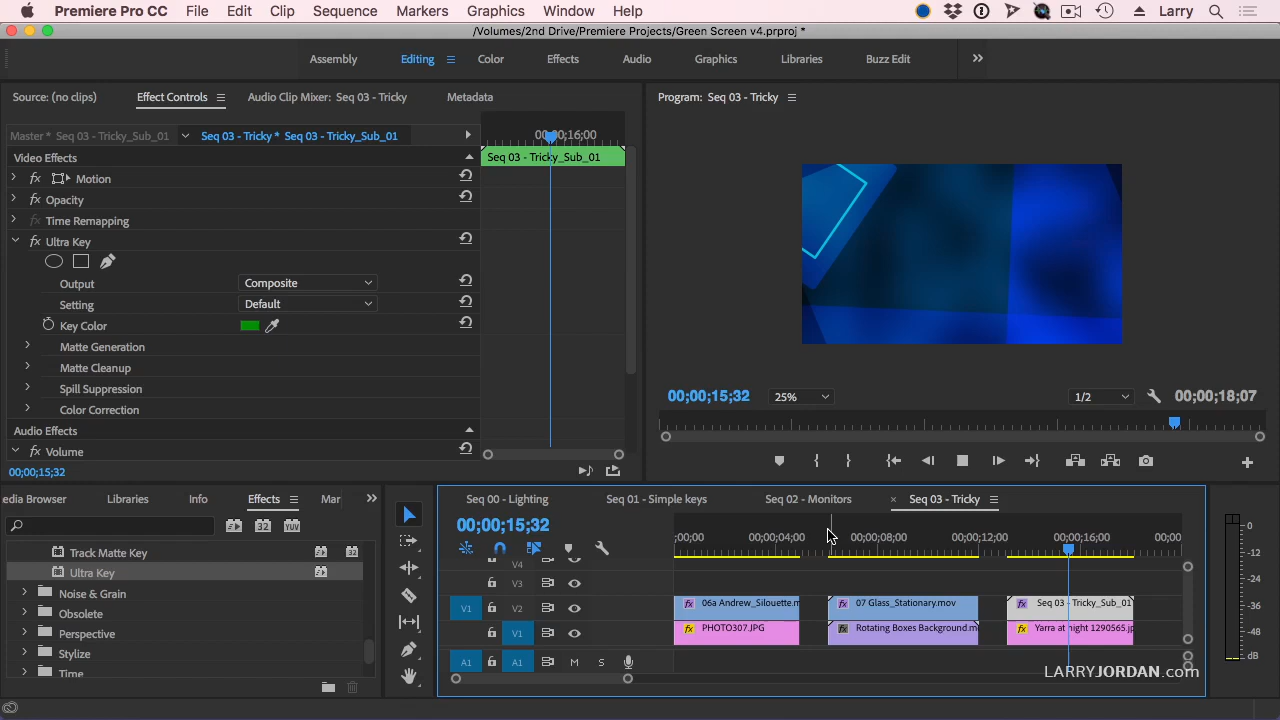 Premiere Pro CC File Edit Clip Sequence Markers Graphics Window Help Larry
/Volumes/2nd Drive/Premiere Projects/Green Screen v4.prproj *
Assembly Editing Color Effects Audio Graphics Libraries Buzz Edit
Source: (no clips) Effect Controls Audio Clip Mixer: Seq 03 - Tricky Metadata
Program: Seq 03 - Tricky
Master * Seq 03 - Tricky_Sub_01 Seq 03 - Tricky * Seq 03 - Tricky_Sub_01
00;00;16;00
Video Effects
Seq 03 - Tricky_Sub_01
fx Motion
fx Opacity
fx Time Remapping
fx Ultra Key
Output Composite
Setting Default
Key Color
Matte Generation
Matte Cleanup
Spill Suppression
Color Correction
Audio Effects
fx Volume
00;00;15;32
00;00;15;32 25% 1/2 00;00;18;07
edia Browser Libraries Info Effects Mar
Track Matte Key
Ultra Key
Noise & Grain
Obsolete
Perspective
Stylize
Time
Seq 00 - Lighting Seq 01 - Simple keys Seq 02 - Monitors × Seq 03 - Tricky
00;00;15;32
;00;00 00;00;04;00 00;00;08;00 00;00;12;00 00;00;16;00 00;00
V4
V3
V1 V2 fx 06a Andrew_Silouette.m fx 07 Glass_Stationary.mov fx Seq 03 - Tricky_Sub_01
V1 fx PHOTO307.JPG fx Rotating Boxes Background.m fx Yarra at night 1290565.jp
A1 A1 M S
0
-12
-24
-36
-48
dB
LARRYJORDAN.com